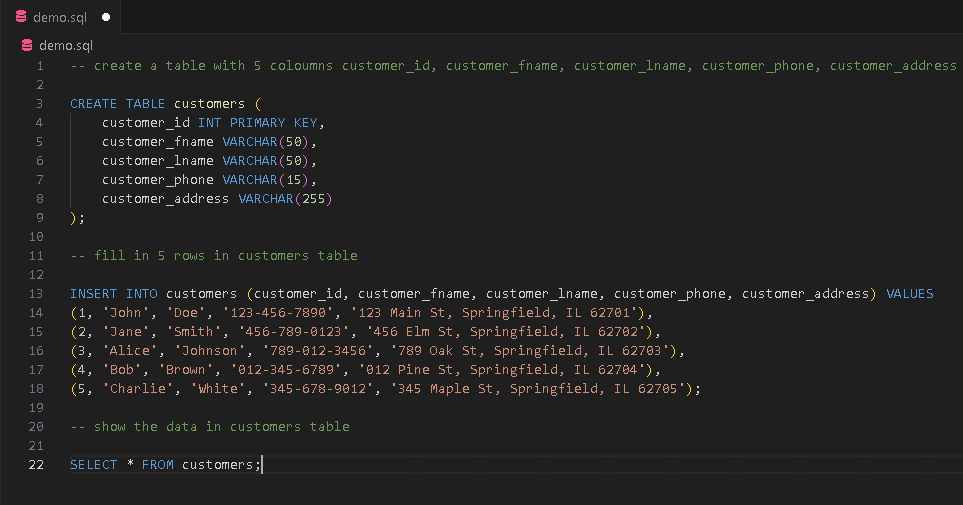 demo.sql
demo.sql
1 -- create a table with 5 coloumns customer_id, customer_fname, customer_lname, customer_phone, customer_address
2
3 CREATE TABLE customers (
4     customer_id INT PRIMARY KEY,
5     customer_fname VARCHAR(50),
6     customer_lname VARCHAR(50),
7     customer_phone VARCHAR(15),
8     customer_address VARCHAR(255)
9 );
10
11 -- fill in 5 rows in customers table
12
13 INSERT INTO customers (customer_id, customer_fname, customer_lname, customer_phone, customer_address) VALUES
14 (1, 'John', 'Doe', '123-456-7890', '123 Main St, Springfield, IL 62701'),
15 (2, 'Jane', 'Smith', '456-789-0123', '456 Elm St, Springfield, IL 62702'),
16 (3, 'Alice', 'Johnson', '789-012-3456', '789 Oak St, Springfield, IL 62703'),
17 (4, 'Bob', 'Brown', '012-345-6789', '012 Pine St, Springfield, IL 62704'),
18 (5, 'Charlie', 'White', '345-678-9012', '345 Maple St, Springfield, IL 62705');
19
20 -- show the data in customers table
21
22 SELECT * FROM customers;